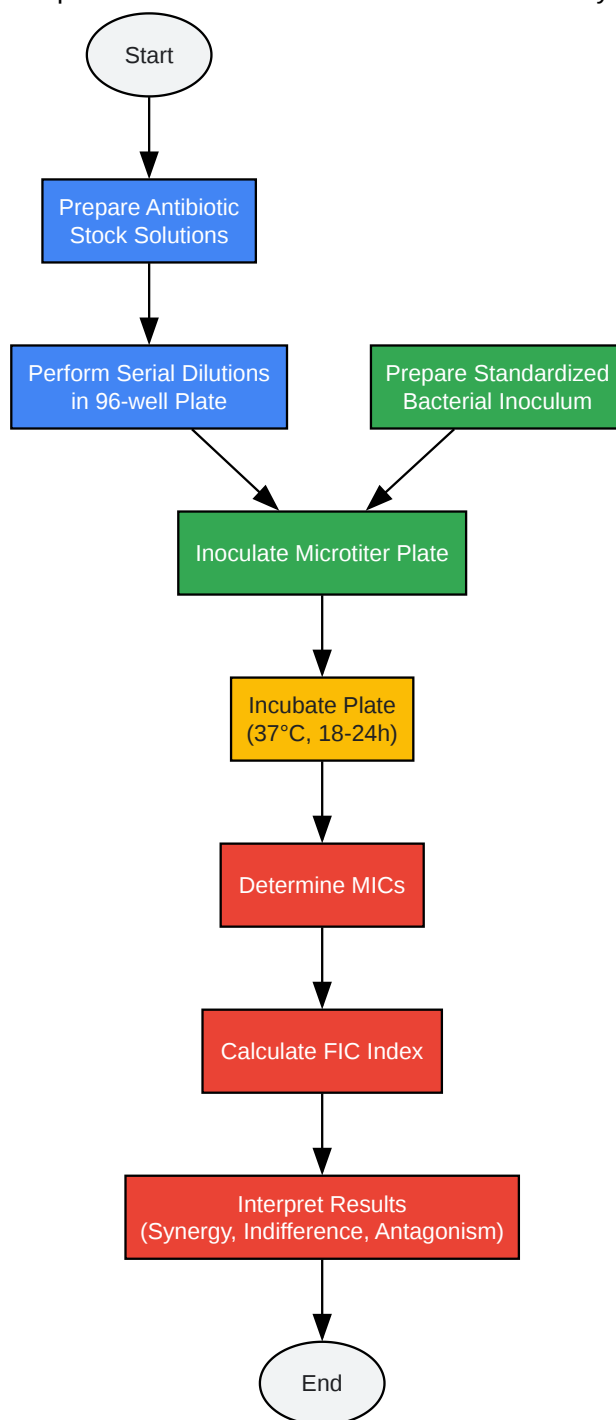 Start
Prepare Antibiotic
Stock Solutions
Perform Serial Dilutions
in 96-well Plate
Prepare Standardized
Bacterial Inoculum
Inoculate Microtiter Plate
Incubate Plate
(37°C, 18-24h)
Determine MICs
Calculate FIC Index
Interpret Results
(Synergy, Indifference, Antagonism)
End